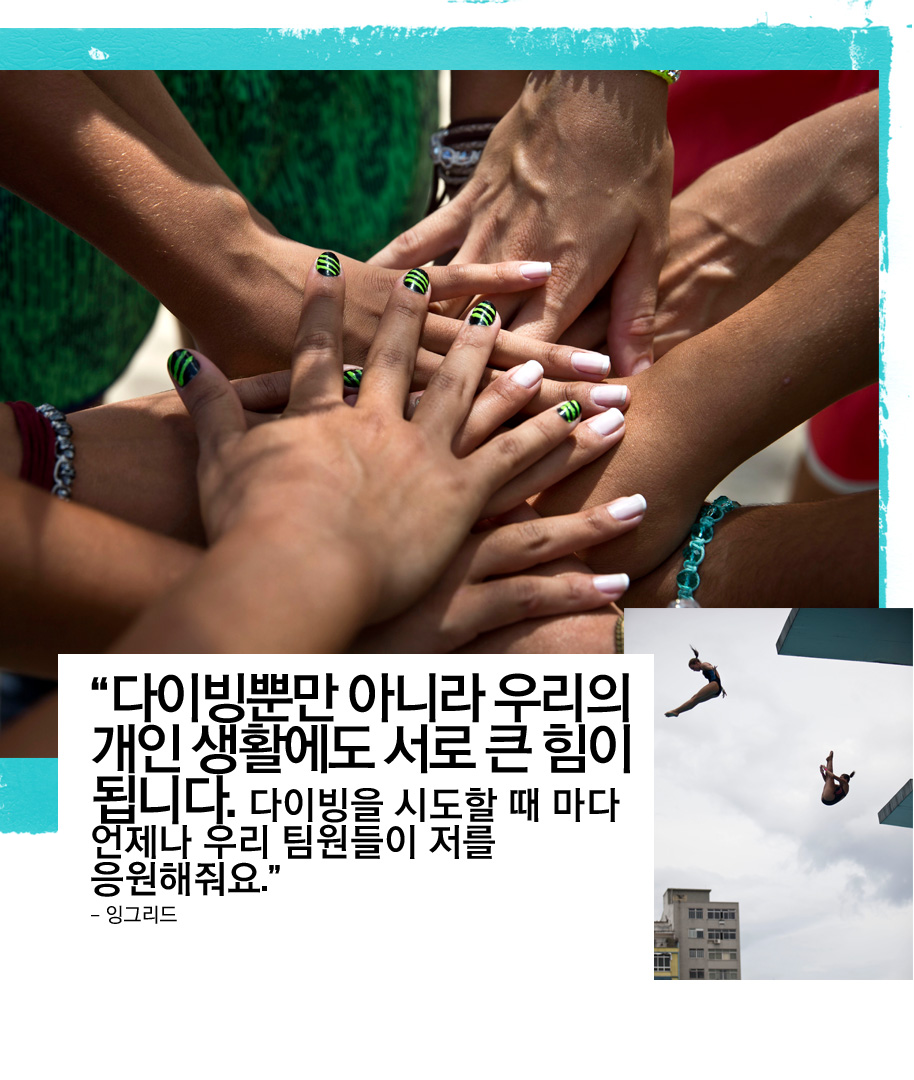 “다이빙뿐만 아니라 우리의
개인 생활에도 서로 큰 힘이
됩니다. 다이빙을 시도할 때 마다
언제나 우리 팀원들이 저를
응원해줘요.”
– 잉그리드